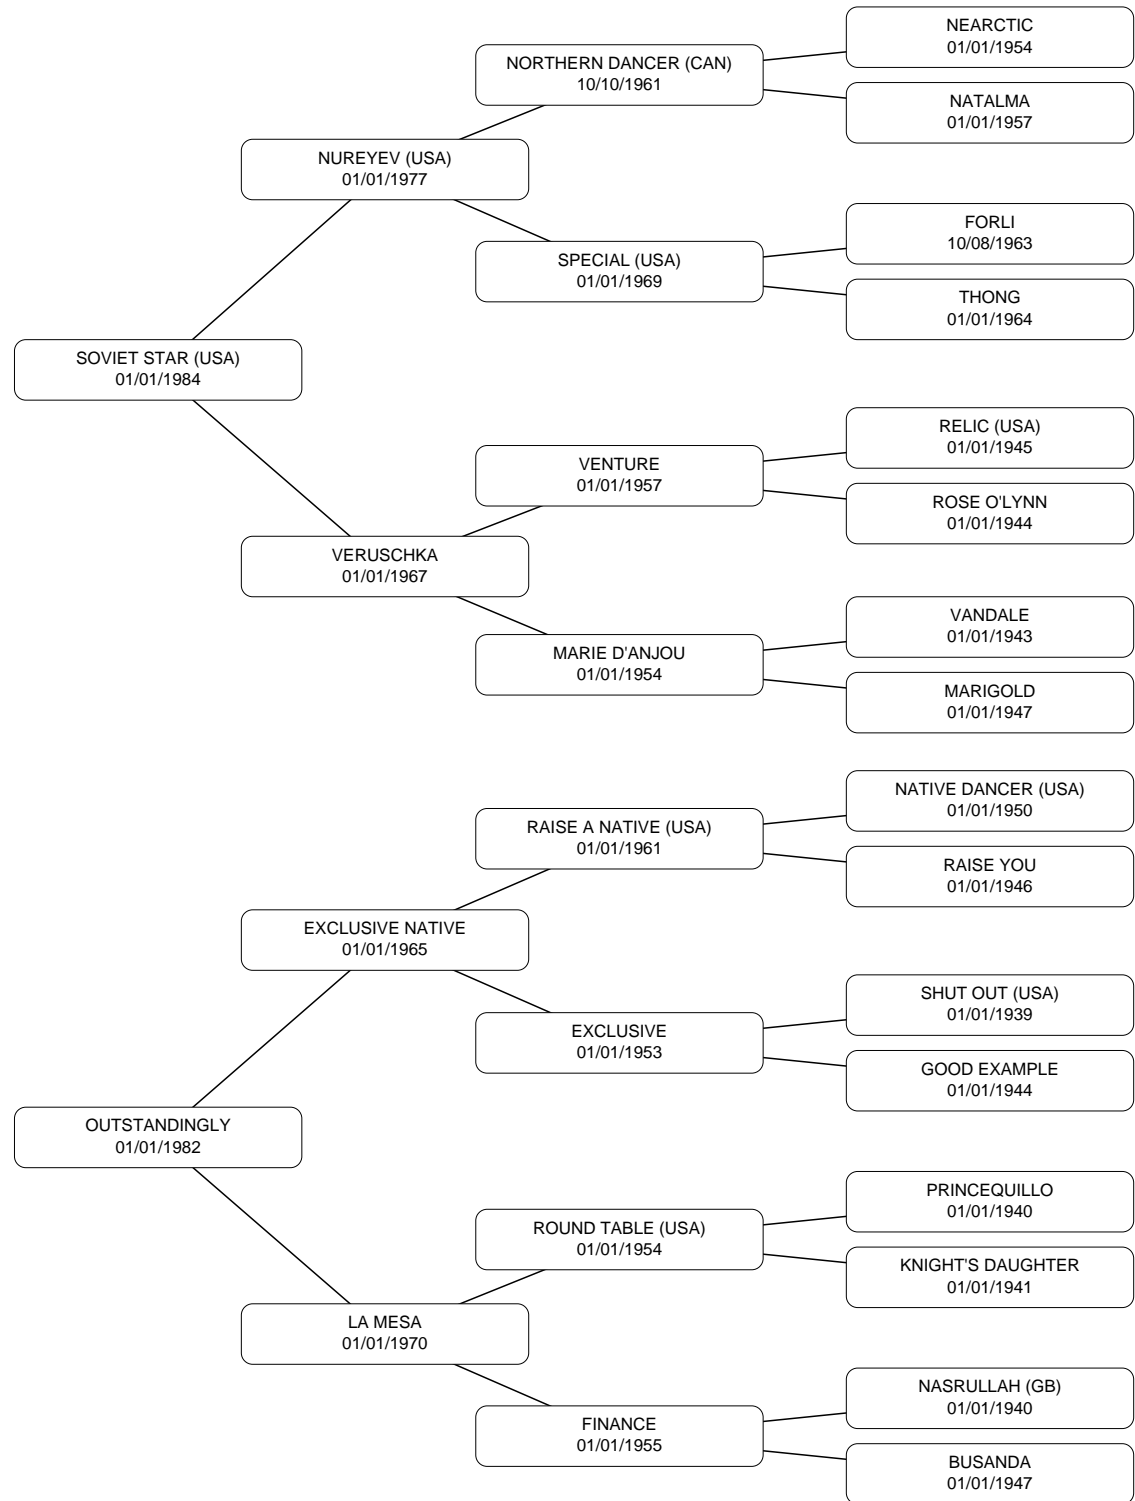 NEARCTIC
01/01/1954
NORTHERN DANCER (CAN)
10/10/1961
NATALMA
01/01/1957
NUREYEV (USA)
01/01/1977
FORLI
10/08/1963
SPECIAL (USA)
01/01/1969
THONG
01/01/1964
SOVIET STAR (USA)
01/01/1984
RELIC (USA)
01/01/1945
VENTURE
01/01/1957
ROSE O'LYNN
01/01/1944
VERUSCHKA
01/01/1967
VANDALE
01/01/1943
MARIE D'ANJOU
01/01/1954
MARIGOLD
01/01/1947
NATIVE DANCER (USA)
01/01/1950
RAISE A NATIVE (USA)
01/01/1961
RAISE YOU
01/01/1946
EXCLUSIVE NATIVE
01/01/1965
SHUT OUT (USA)
01/01/1939
EXCLUSIVE
01/01/1953
GOOD EXAMPLE
01/01/1944
OUTSTANDINGLY
01/01/1982
PRINCEQUILLO
01/01/1940
ROUND TABLE (USA)
01/01/1954
KNIGHT'S DAUGHTER
01/01/1941
LA MESA
01/01/1970
NASRULLAH (GB)
01/01/1940
FINANCE
01/01/1955
BUSANDA
01/01/1947